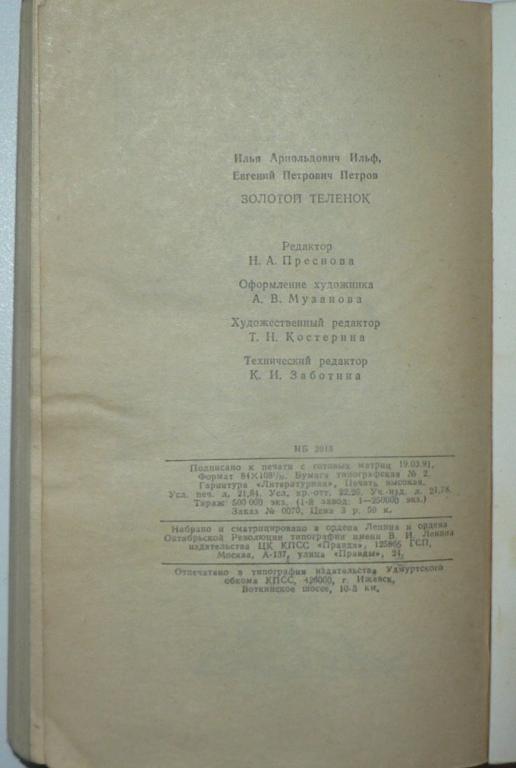 Илья Арнольдович Ильф,
Евгений Петрович Петров
ЗОЛОТОЙ ТЕЛЕНОК
Редактор
Н. А. Преснова
Оформление художника
А. В. Музанова
Художественный редактор
Т. Н. Костерина
Технический редактор
К. И. Заботина
ИБ 2013
Подписано к печати с готовых матриц 19.03.91.
Формат 84×108¹/₃₂. Бумага типографская № 2.
Гарнитура «Литературная», Печать высокая.
Усл. печ. л. 21,84. Усл. кр.-отт. 22,26. Уч.-изд. л. 21,78.
Тираж 500 000 экз. (1-й завод: 1—250000 экз.)
Заказ № 0070, Цена 3 р. 50 к.
Набрано и сматрицировано в ордена Ленина и ордена
Октябрьской Революции типографии имени В. И. Ленина
издательства ЦК КПСС «Правда», 125865 ГСП,
Москва, А-137, улица «Правды», 24,
Отпечатано в типографии издательства Удмуртского
обкома КПСС, 426000, г. Ижевск,
Воткинское шоссе, 10-й км,